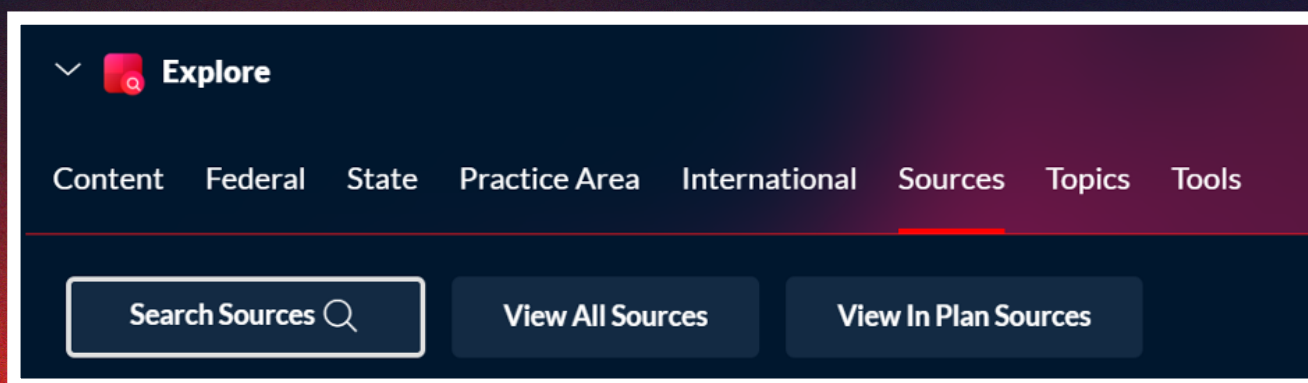 Explore
Content Federal State Practice Area International Sources Topics Tools
Search Sources View All Sources View In Plan Sources